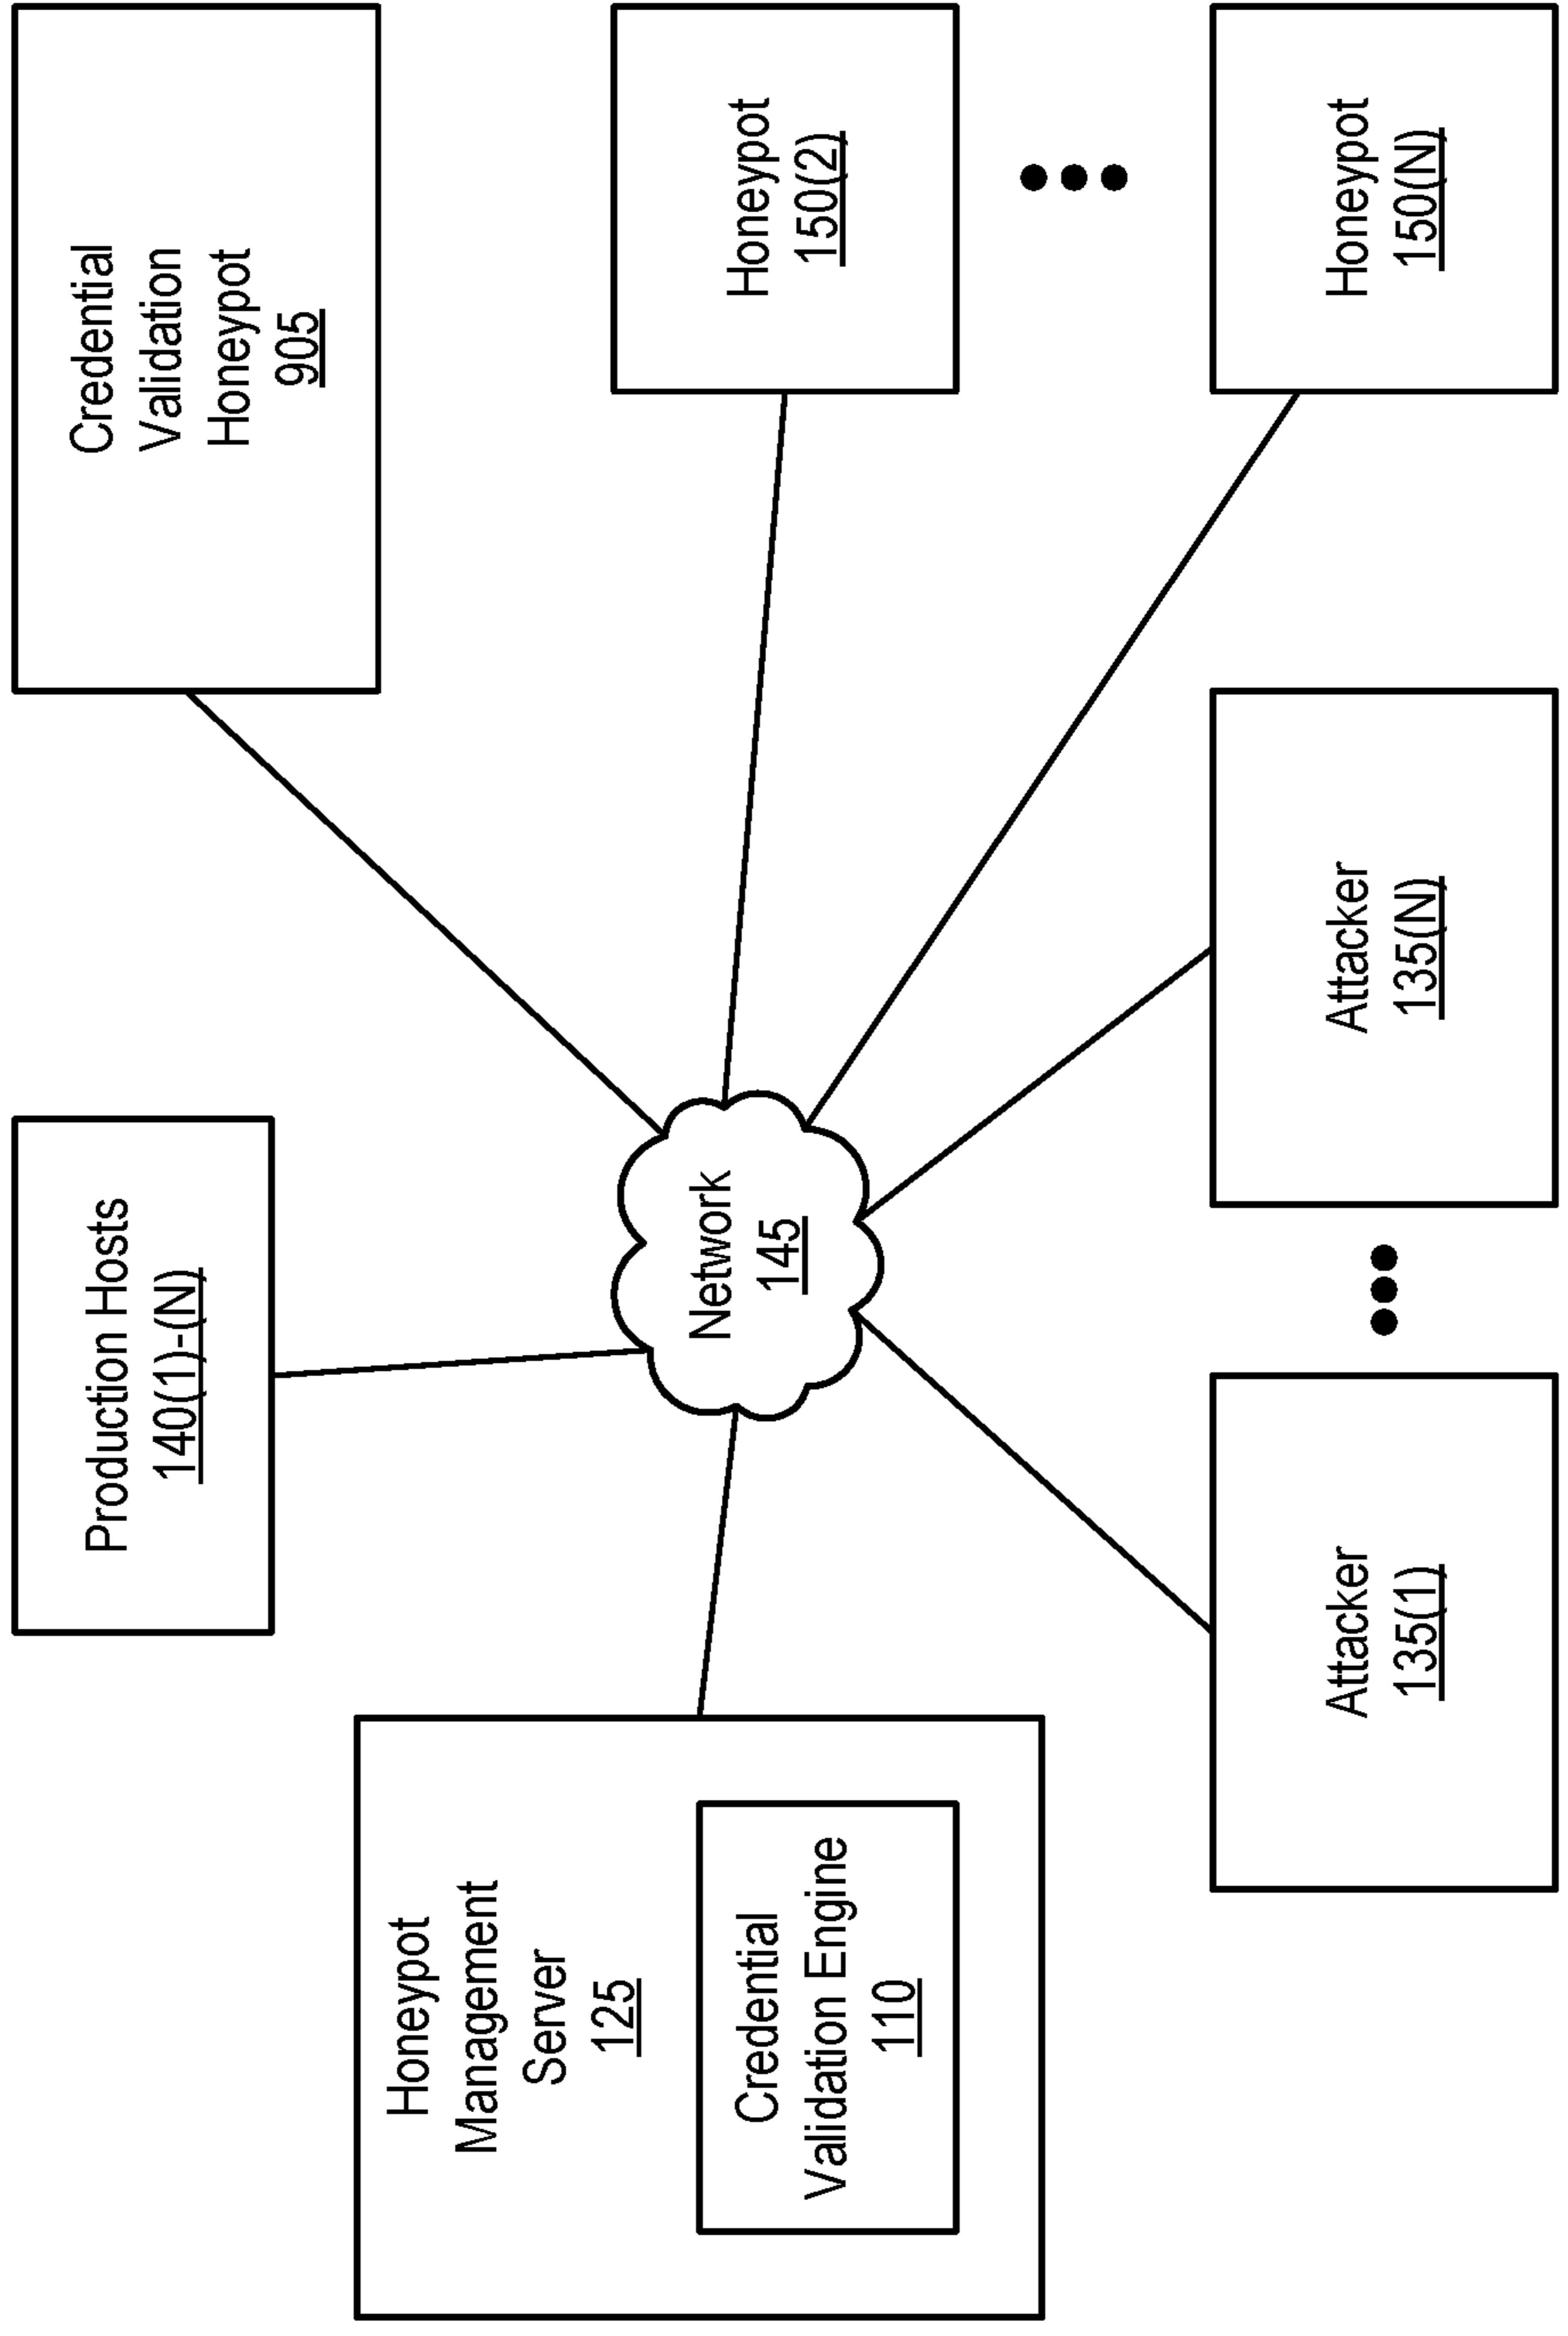 Production Hosts
140(1)-(N)
Credential
Validation
Honeypot
905
Honeypot
Management
Server
125
Credential
Validation Engine
110
Network
145
Honeypot
150(2)
Attacker
135(1)
Attacker
135(N)
Honeypot
150(N)